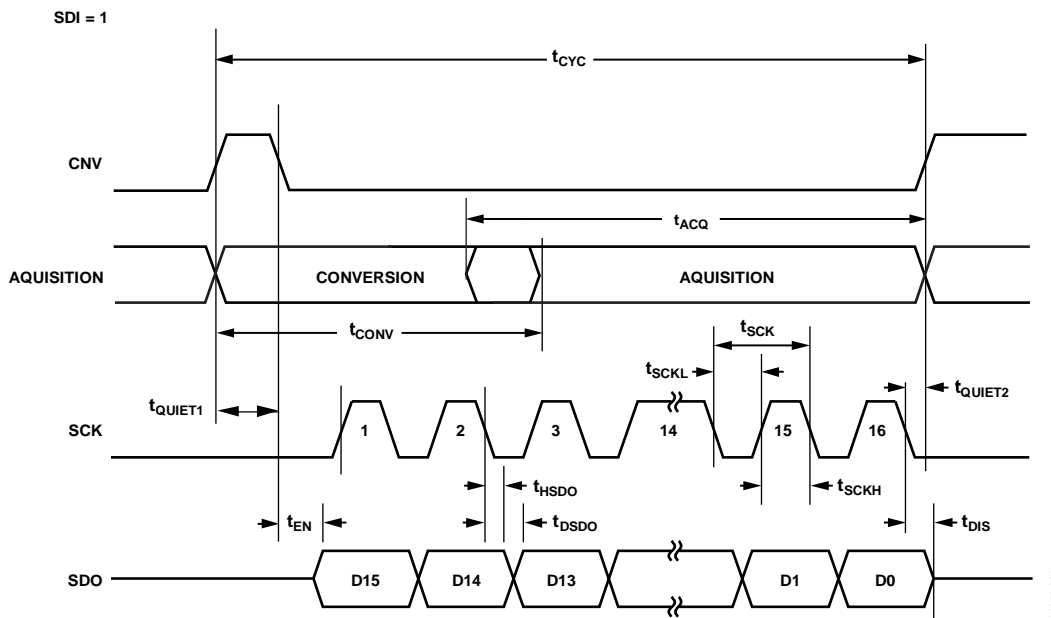 SDI = 1
tCYC
CNV
tACQ
AQUISITION
CONVERSION
AQUISITION
tCONV
tSCK
tSCKL
tQUIET1
tQUIET2
SCK
1 2 3 14 15 16
tHSDO
tSCKH
tEN
tDSDO
tDIS
SDO
D15 D14 D13 D1 D0